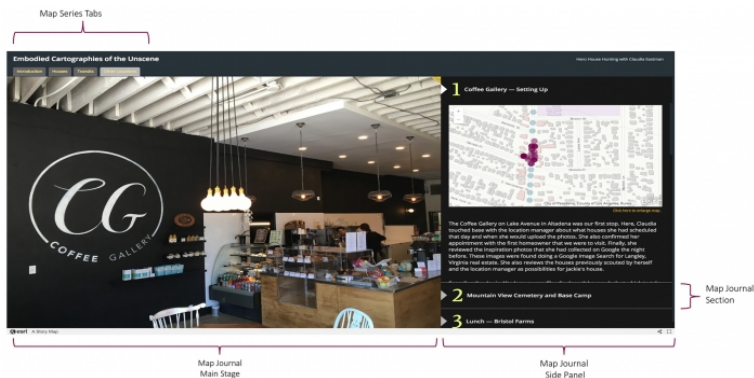 Map Series Tabs
Embodied Cartographies of the Unscene
Hero House Hunting with Claudia Eastman
Introduction
Houses
Transits
1 Coffee Gallery — Setting Up
CG
COFFEE GALLERY
Click here to enlarge map.
The Coffee Gallery on Lake Avenue in Altadena was our first stop. Here, Claudia
touched base with the location manager about what houses she had scheduled
that day and when she would upload the photos. She also confirmed her
appointment with the first homeowner that we were to visit. Finally, she
reviewed the inspiration photos that she had collected on Google the night
before. These images were found doing a Google Image Search for Langley,
Virginia real estate. She also reviews the houses previously scouted by herself
and the location manager as possibilities for Jackie's house.
2 Mountain View Cemetery and Base Camp
3 Lunch — Bristol Farms
Map Journal
Section
esri A Story Map
Map Journal
Main Stage
Map Journal
Side Panel